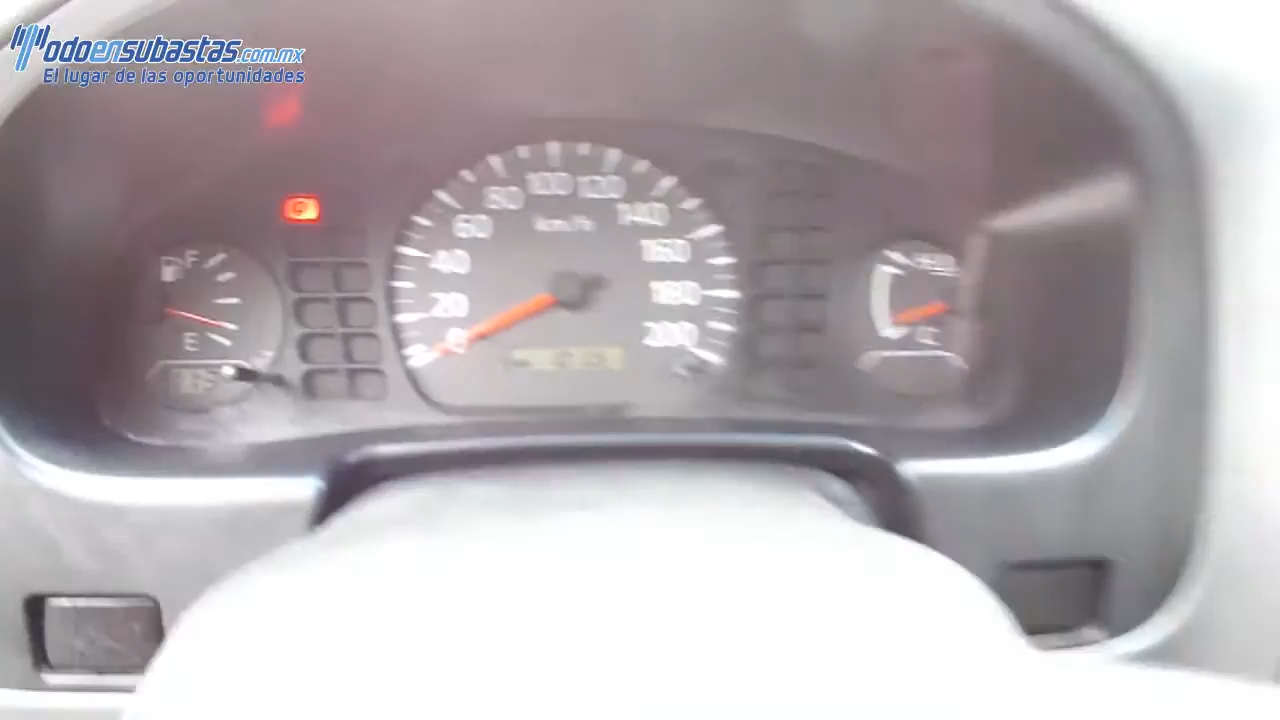 Todoensubastas.com.mx
El lugar de las oportunidades
100 120
80
140
60
km/h
160
40
F
180
20
200
0
E